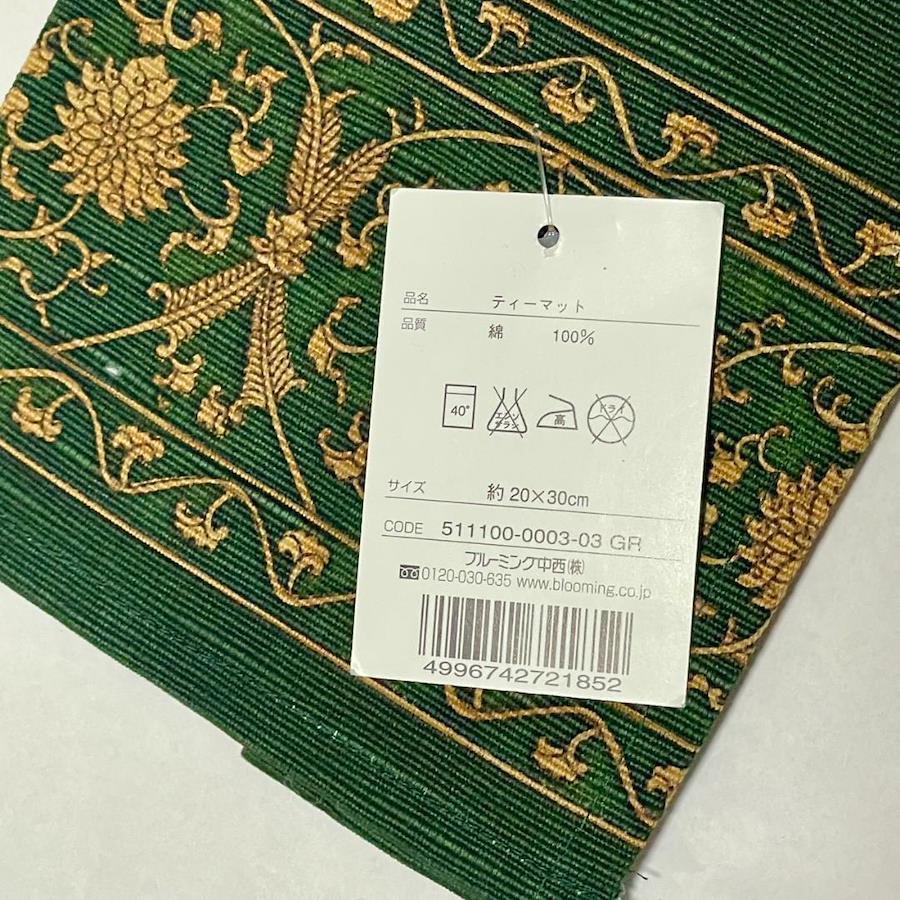 品名 ティーマット
品質 綿 100%
40° エンソ サラシ 高 ドライ
サイズ 約 20×30cm
CODE 511100-0003-03 GR
ブルーミング中西(株)
0120-030-635 www.blooming.co.jp
4996742721852